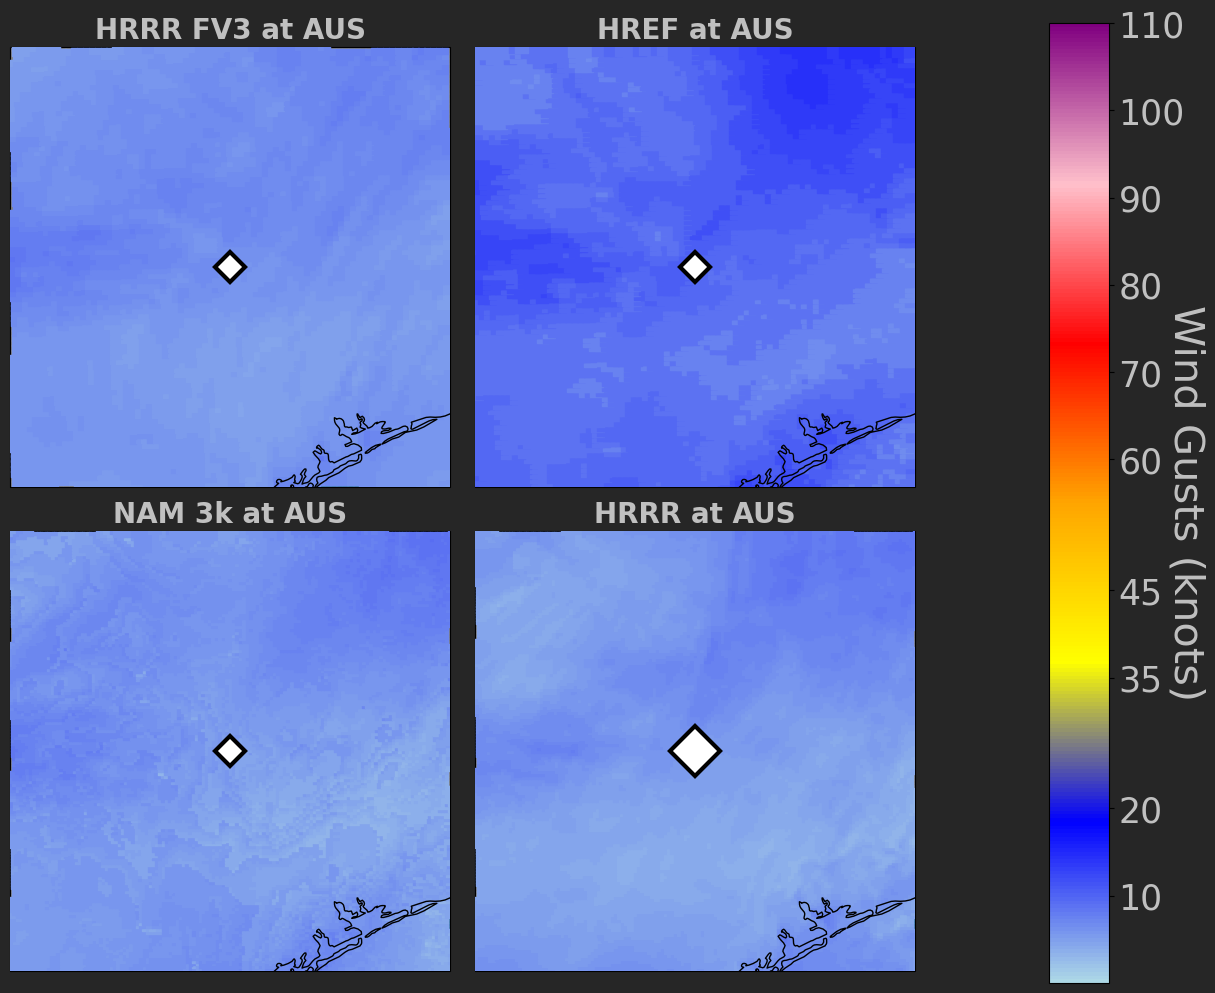 HRRR FV3 at AUS
HREF at AUS
NAM 3k at AUS
HRRR at AUS
110
100
90
80
70
60
45
35
20
10
Wind Gusts (knots)